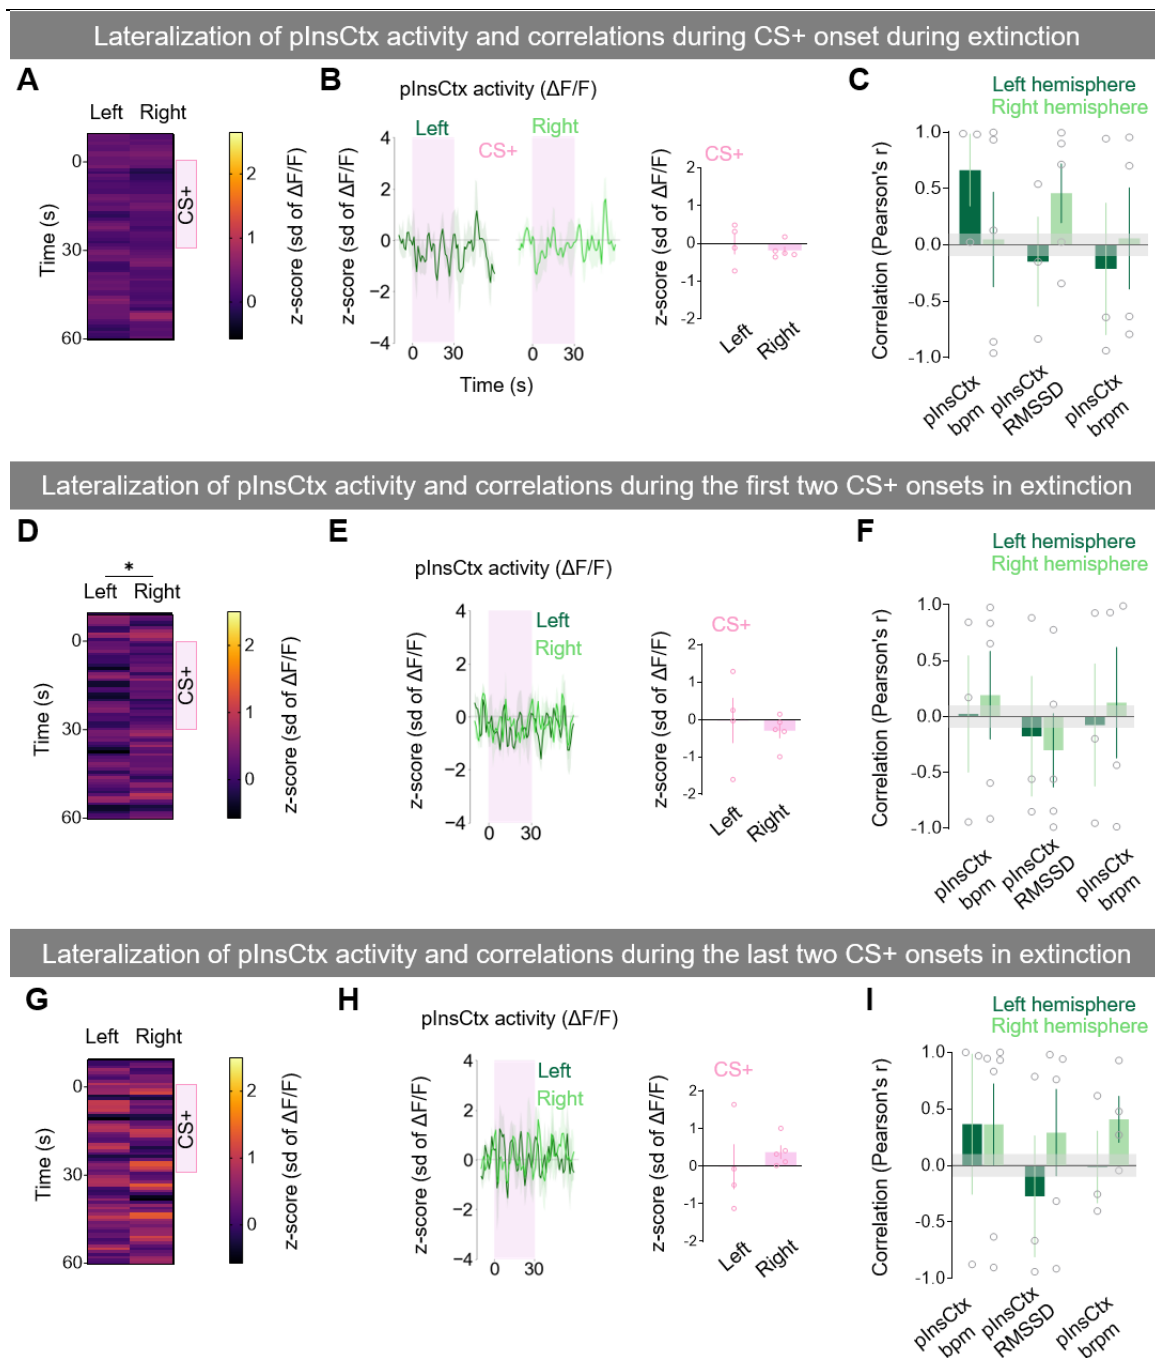 Lateralization of pInsCtx activity and correlations during CS+ onset during extinction
A
Left Right
0
30
60
Time (s)
CS+
2
1
0
z-score (sd of ΔF/F)
B
pInsCtx activity (ΔF/F)
Left
CS+
Right
4
2
0
−2
−4
z-score (sd of ΔF/F)
0 30 0 30
Time (s)
CS+
2
1
0
-1
-2
z-score (sd of ΔF/F)
Left Right
C
Left hemisphere
Right hemisphere
1.0
0.5
0.0
-0.5
-1.0
Correlation (Pearson's r)
pInsCtx bpm
pInsCtx RMSSD
pInsCtx brpm
Lateralization of pInsCtx activity and correlations during the first two CS+ onsets in extinction
D
*
Left Right
0
30
60
Time (s)
CS+
2
1
0
z-score (sd of ΔF/F)
E
pInsCtx activity (ΔF/F)
Left
Right
4
2
0
−2
−4
z-score (sd of ΔF/F)
0 30
CS+
2
1
0
-1
-2
z-score (sd of ΔF/F)
Left Right
F
Left hemisphere
Right hemisphere
1.0
0.5
0.0
-0.5
-1.0
Correlation (Pearson's r)
pInsCtx bpm
pInsCtx RMSSD
pInsCtx brpm
Lateralization of pInsCtx activity and correlations during the last two CS+ onsets in extinction
G
Left Right
0
30
60
Time (s)
CS+
2
1
0
z-score (sd of ΔF/F)
H
pInsCtx activity (ΔF/F)
Left
Right
4
2
0
−2
−4
z-score (sd of ΔF/F)
0 30
CS+
2
1
0
-1
-2
z-score (sd of ΔF/F)
Left Right
I
Left hemisphere
Right hemisphere
1.0
0.5
0.0
-0.5
-1.0
Correlation (Pearson's r)
pInsCtx bpm
pInsCtx RMSSD
pInsCtx brpm